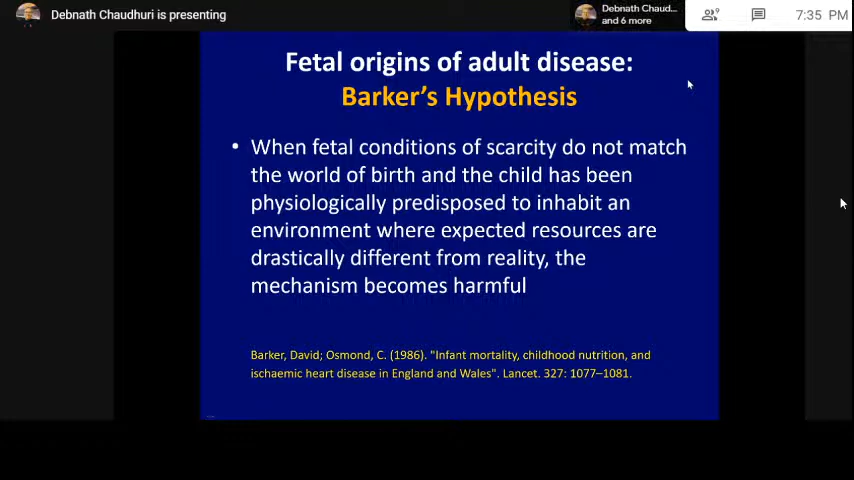 Debnath Chaudhuri is presenting
Debnath Chaud...
and 6 more
7:35 PM
Fetal origins of adult disease:
Barker's Hypothesis
• When fetal conditions of scarcity do not match
the world of birth and the child has been
physiologically predisposed to inhabit an
environment where expected resources are
drastically different from reality, the
mechanism becomes harmful
Barker, David; Osmond, C. (1986). "Infant mortality, childhood nutrition, and
ischaemic heart disease in England and Wales". Lancet. 327: 1077–1081.